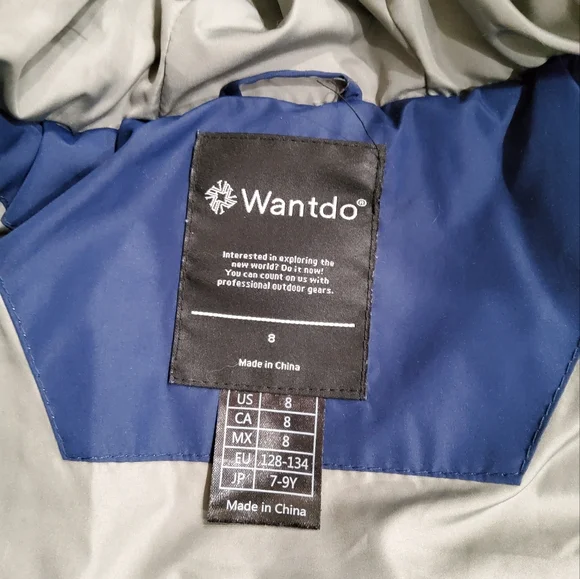 Wantdo®
Interested in exploring the
new world? Do it now!
You can count on us with
professional outdoor gears.
8
Made in China
US 8
CA 8
MX 8
EU 128-134
JP 7-9Y
Made in China